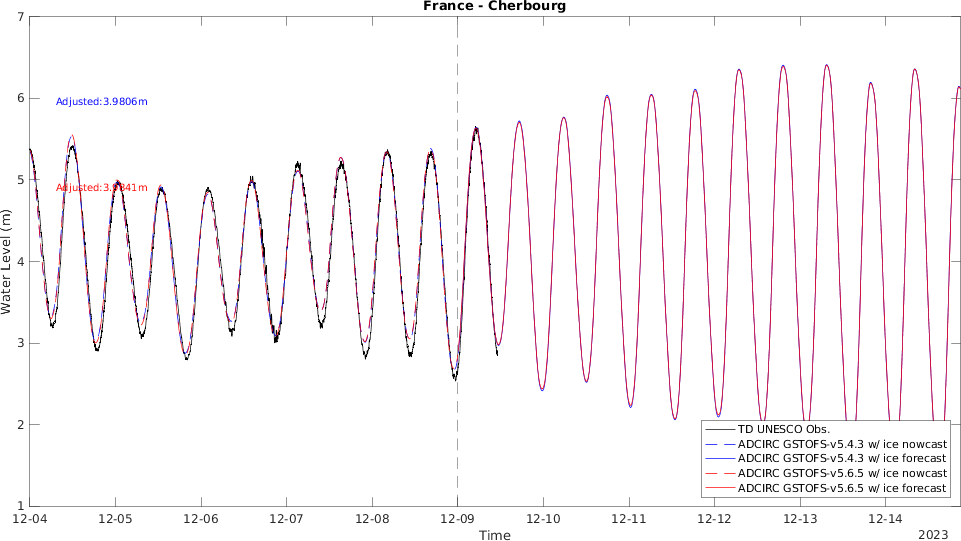 France - Cherbourg
7
6
5
4
3
2
1
Water Level (m)
Adjusted:3.9806m
12-04
12-05
12-06
12-07
12-08
12-09
12-10
12-11
12-12
12-13
12-14
Time
2023
TD UNESCO Obs.
ADCIRC GSTOFS-v5.4.3 w/ ice nowcast
ADCIRC GSTOFS-v5.4.3 w/ ice forecast
ADCIRC GSTOFS-v5.6.5 w/ ice nowcast
ADCIRC GSTOFS-v5.6.5 w/ ice forecast